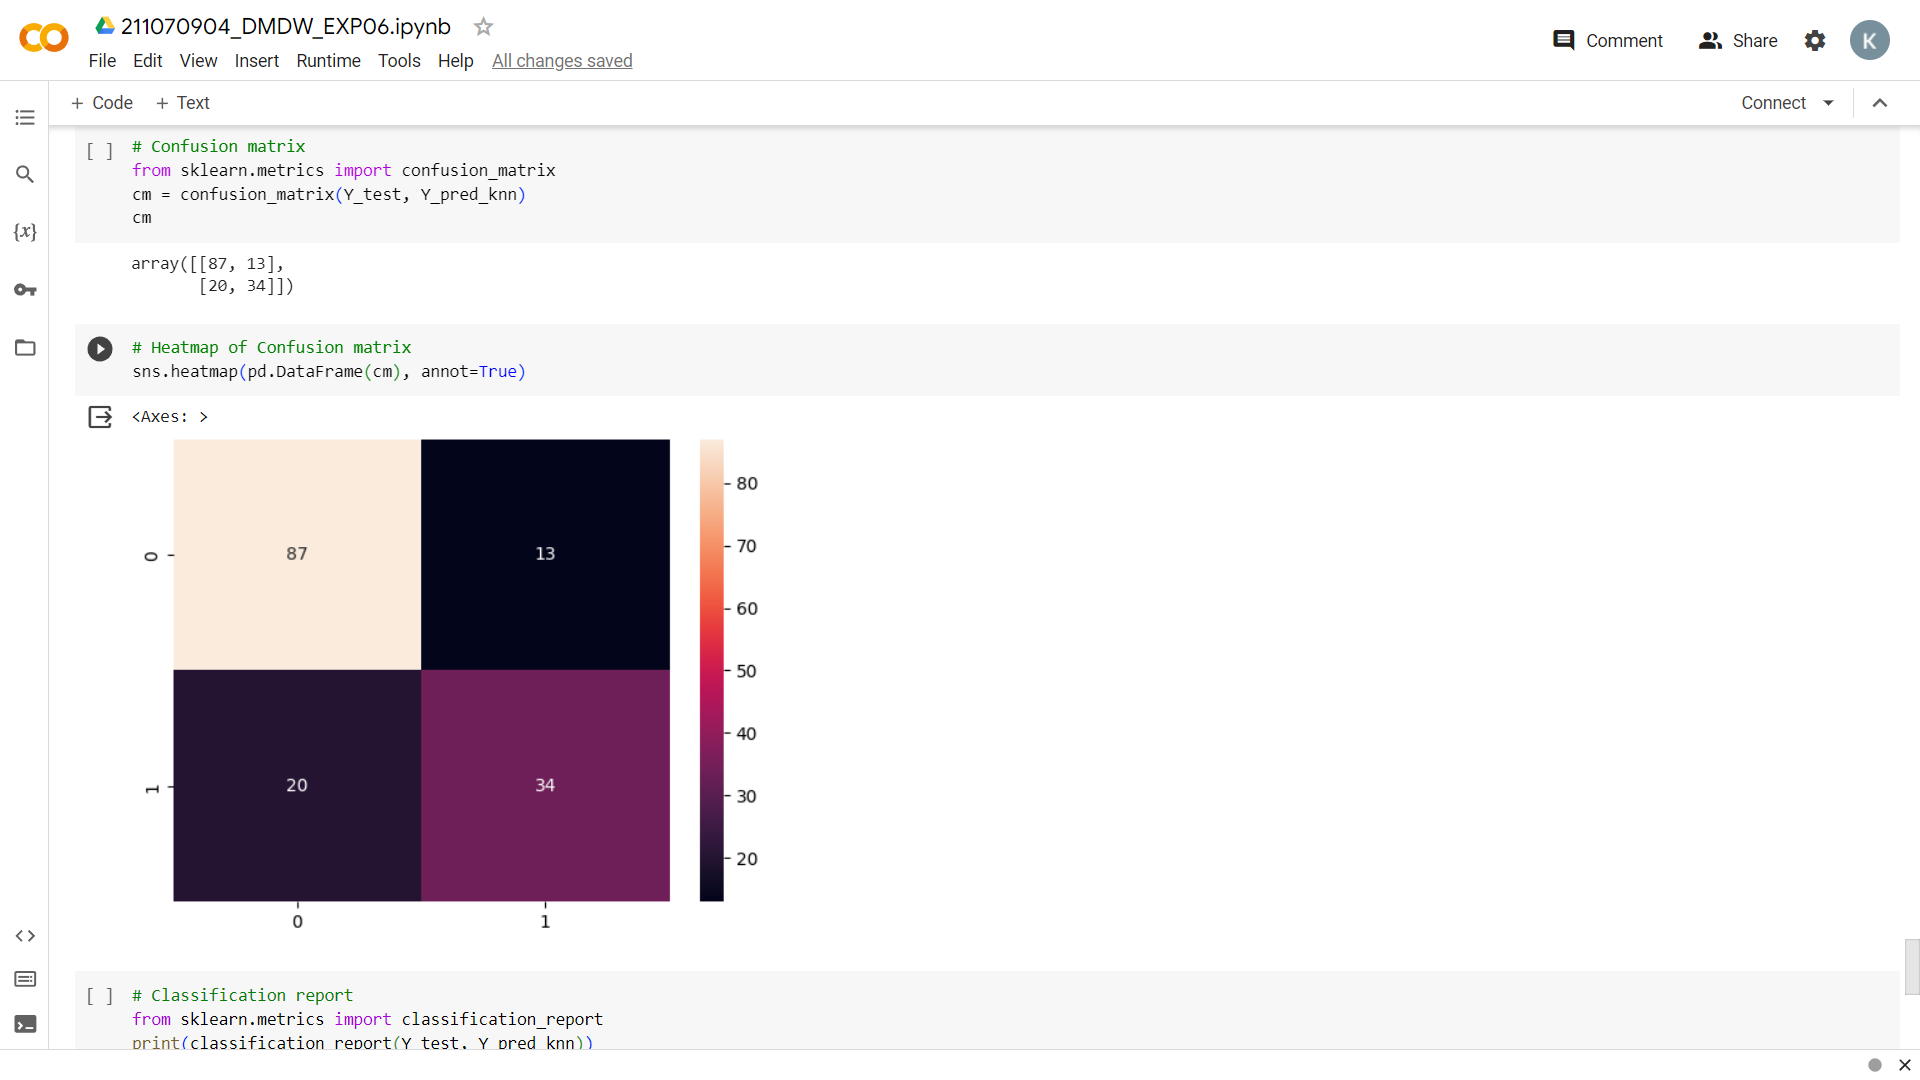 211070904_DMDW_EXP06.ipynb
File Edit View Insert Runtime Tools Help All changes saved
Comment Share K
+ Code + Text
Connect
{x}
[ ] # Confusion matrix
from sklearn.metrics import confusion_matrix
cm = confusion_matrix(Y_test, Y_pred_knn)
cm
array([[87, 13],
[20, 34]])
# Heatmap of Confusion matrix
sns.heatmap(pd.DataFrame(cm), annot=True)
<Axes: >
80
70
60
50
40
30
20
0
87 13
1
20 34
0 1
[ ] # Classification report
from sklearn.metrics import classification_report
print(classification_report(Y_test, Y_pred_knn))